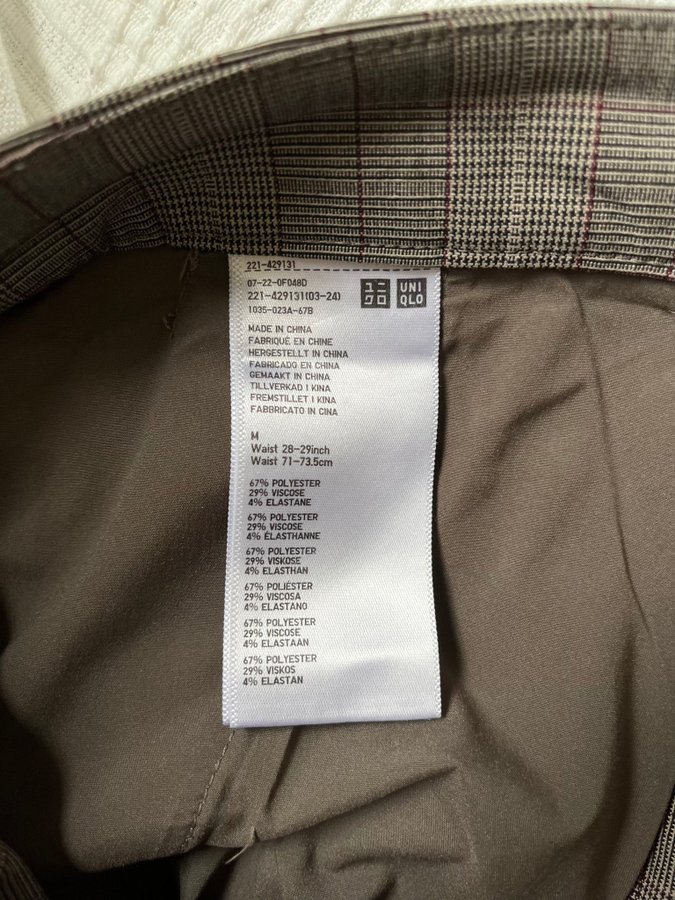 221-429131
07-22-0F048D
221-429131(03-24)
1035-023A-67B
ユニ
クロ
UNI
QLO
MADE IN CHINA
FABRIQUÉ EN CHINE
HERGESTELLT IN CHINA
FABRICADO EN CHINA
GEMAAKT IN CHINA
TILLVERKAD I KINA
FREMSTILLET I KINA
FABBRICATO IN CINA
M
Waist 28-29inch
Waist 71-73.5cm
67% POLYESTER
29% VISCOSE
4% ELASTANE
67% POLYESTER
29% VISCOSE
4% ÉLASTHANNE
67% POLYESTER
29% VISKOSE
4% ELASTHAN
67% POLIÉSTER
29% VISCOSA
4% ELASTANO
67% POLYESTER
29% VISCOSE
4% ELASTAAN
67% POLYESTER
29% VISKOS
4% ELASTAN